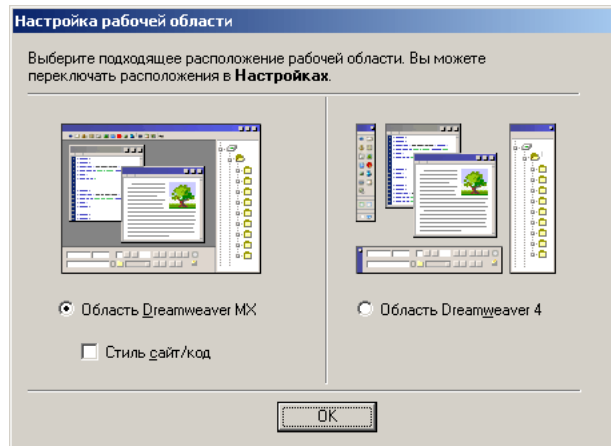 Настройка рабочей области
Выберите подходящее расположение рабочей области. Вы можете
переключать расположения в Настройках.
Область Dreamweaver MX
Область Dreamweaver 4
Стиль сайт/код
OK